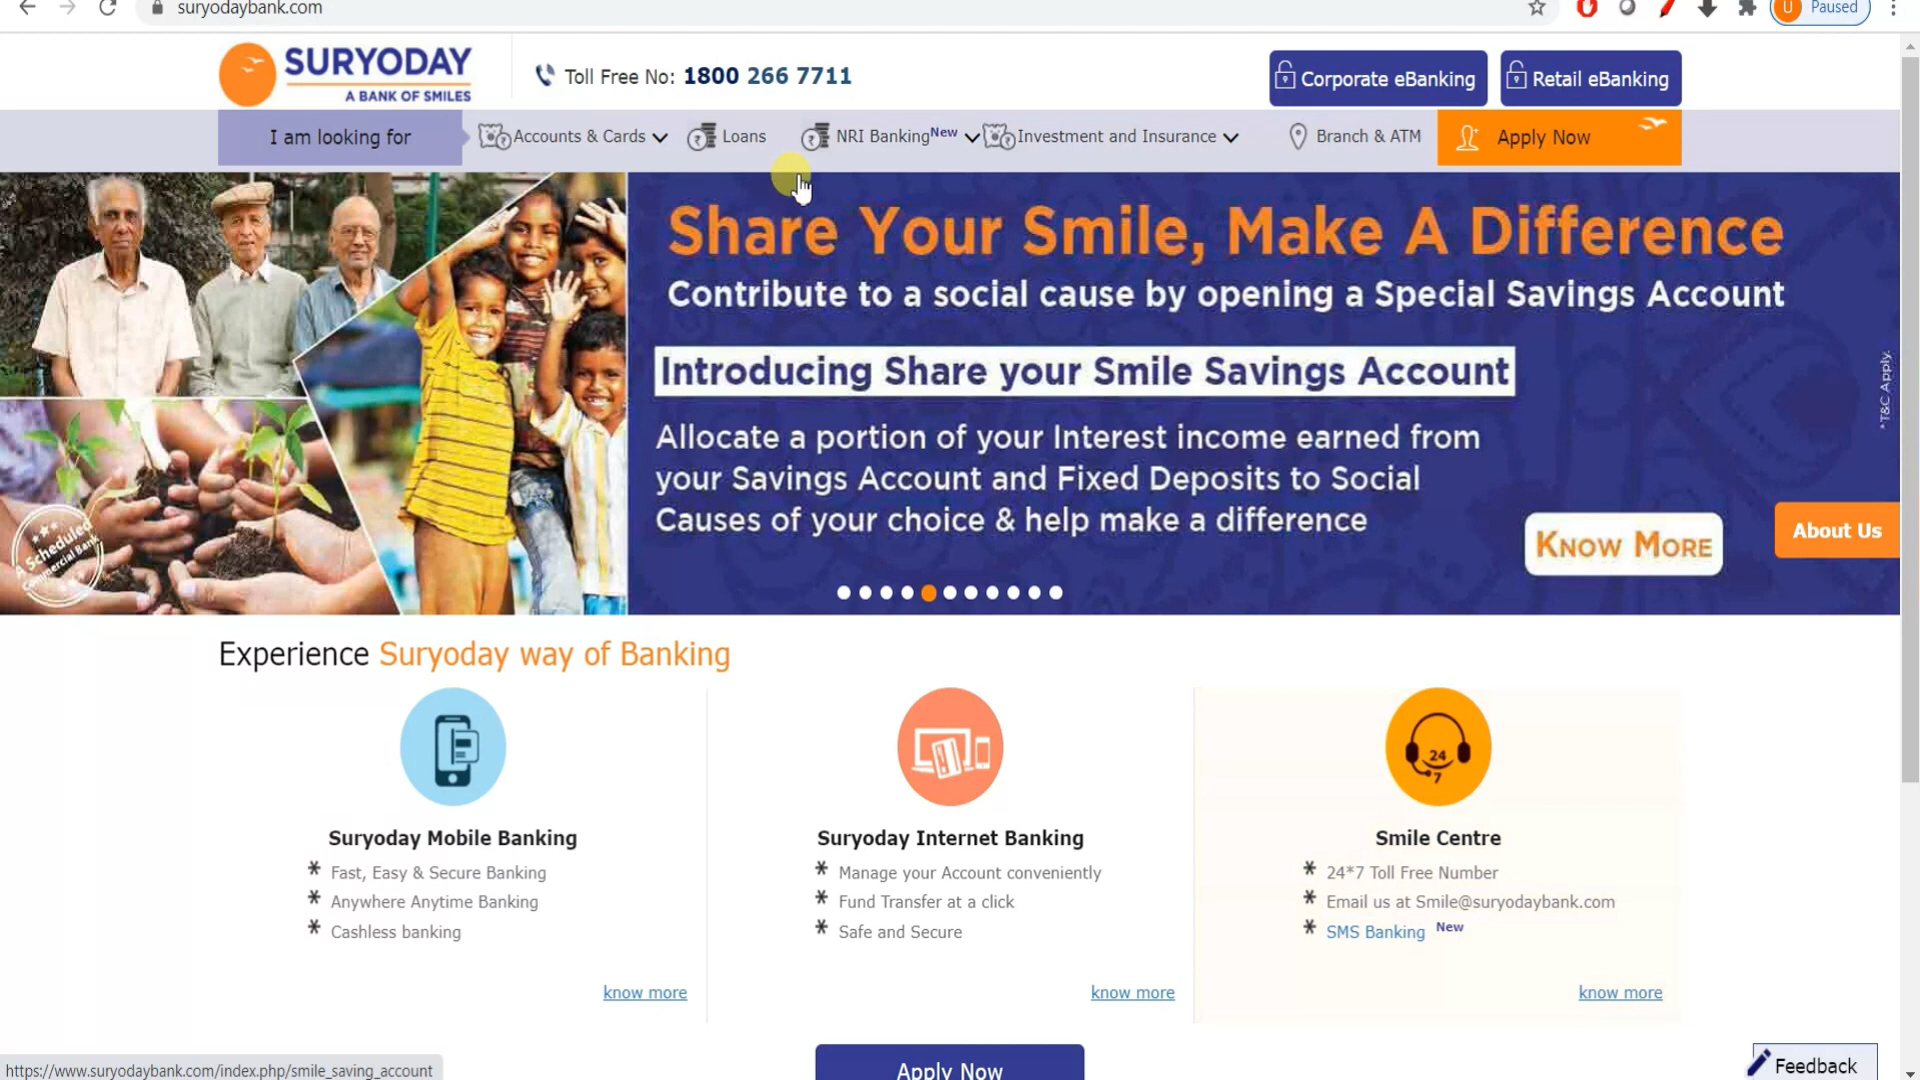 suryodaybank.com
U Paused
SURYODAY
A BANK OF SMILES
Toll Free No: 1800 266 7711
Corporate eBanking
Retail eBanking
I am looking for
Accounts & Cards
Loans
NRI Banking New
Investment and Insurance
Branch & ATM
Apply Now
Share Your Smile, Make A Difference
Contribute to a social cause by opening a Special Savings Account
Introducing Share your Smile Savings Account
Allocate a portion of your Interest income earned from
your Savings Account and Fixed Deposits to Social
Causes of your choice & help make a difference
KNOW MORE
*T&C Apply.
About Us
A Scheduled
Commercial Bank
Experience Suryoday way of Banking
Suryoday Mobile Banking
* Fast, Easy & Secure Banking
* Anywhere Anytime Banking
* Cashless banking
know more
Suryoday Internet Banking
* Manage your Account conveniently
* Fund Transfer at a click
* Safe and Secure
know more
24
7
Smile Centre
* 24*7 Toll Free Number
* Email us at Smile@suryodaybank.com
* SMS Banking New
know more
Apply Now
Feedback
https://www.suryodaybank.com/index.php/smile_saving_account